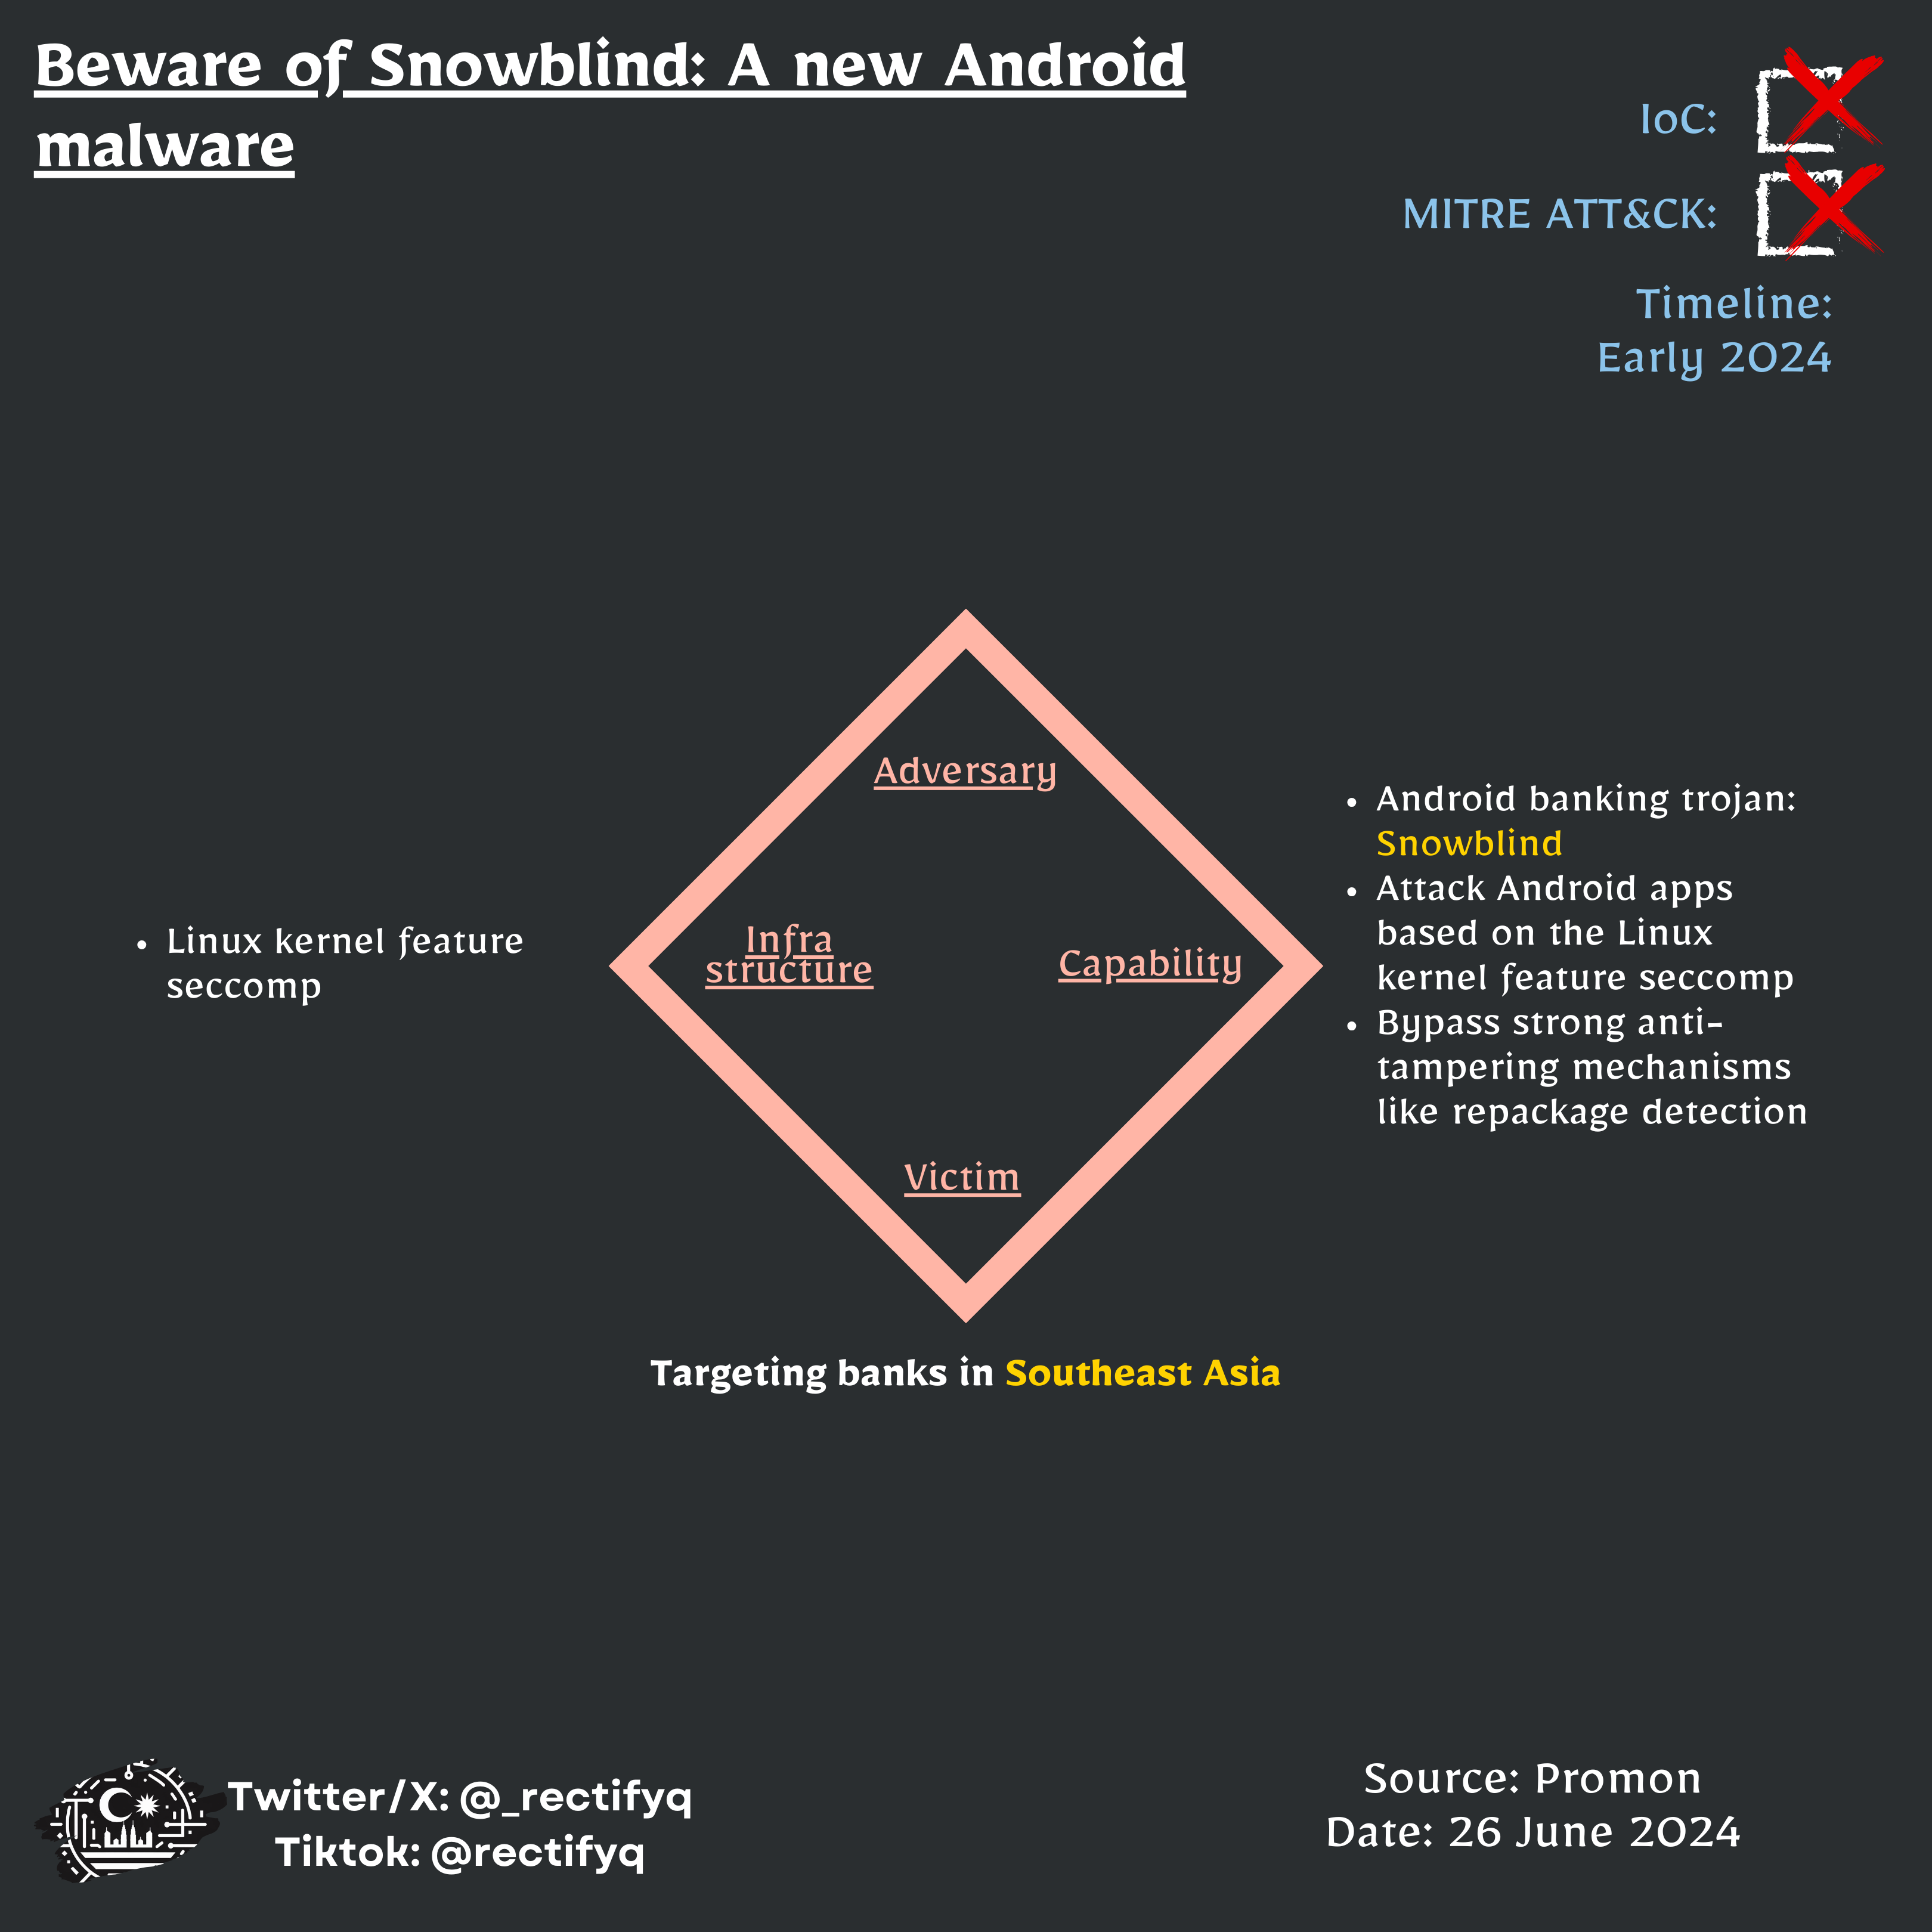 Beware of Snowblind: A new Android
malware
IoC:
MITRE ATT&CK:
Timeline:
Early 2024
Adversary
Infra
structure
Capability
Victim
• Linux kernel feature
seccomp
• Android banking trojan:
Snowblind
• Attack Android apps
based on the Linux
kernel feature seccomp
• Bypass strong anti-
tampering mechanisms
like repackage detection
Targeting banks in Southeast Asia
Twitter/X: @_rectifyq
Tiktok: @rectifyq
Source: Promon
Date: 26 June 2024